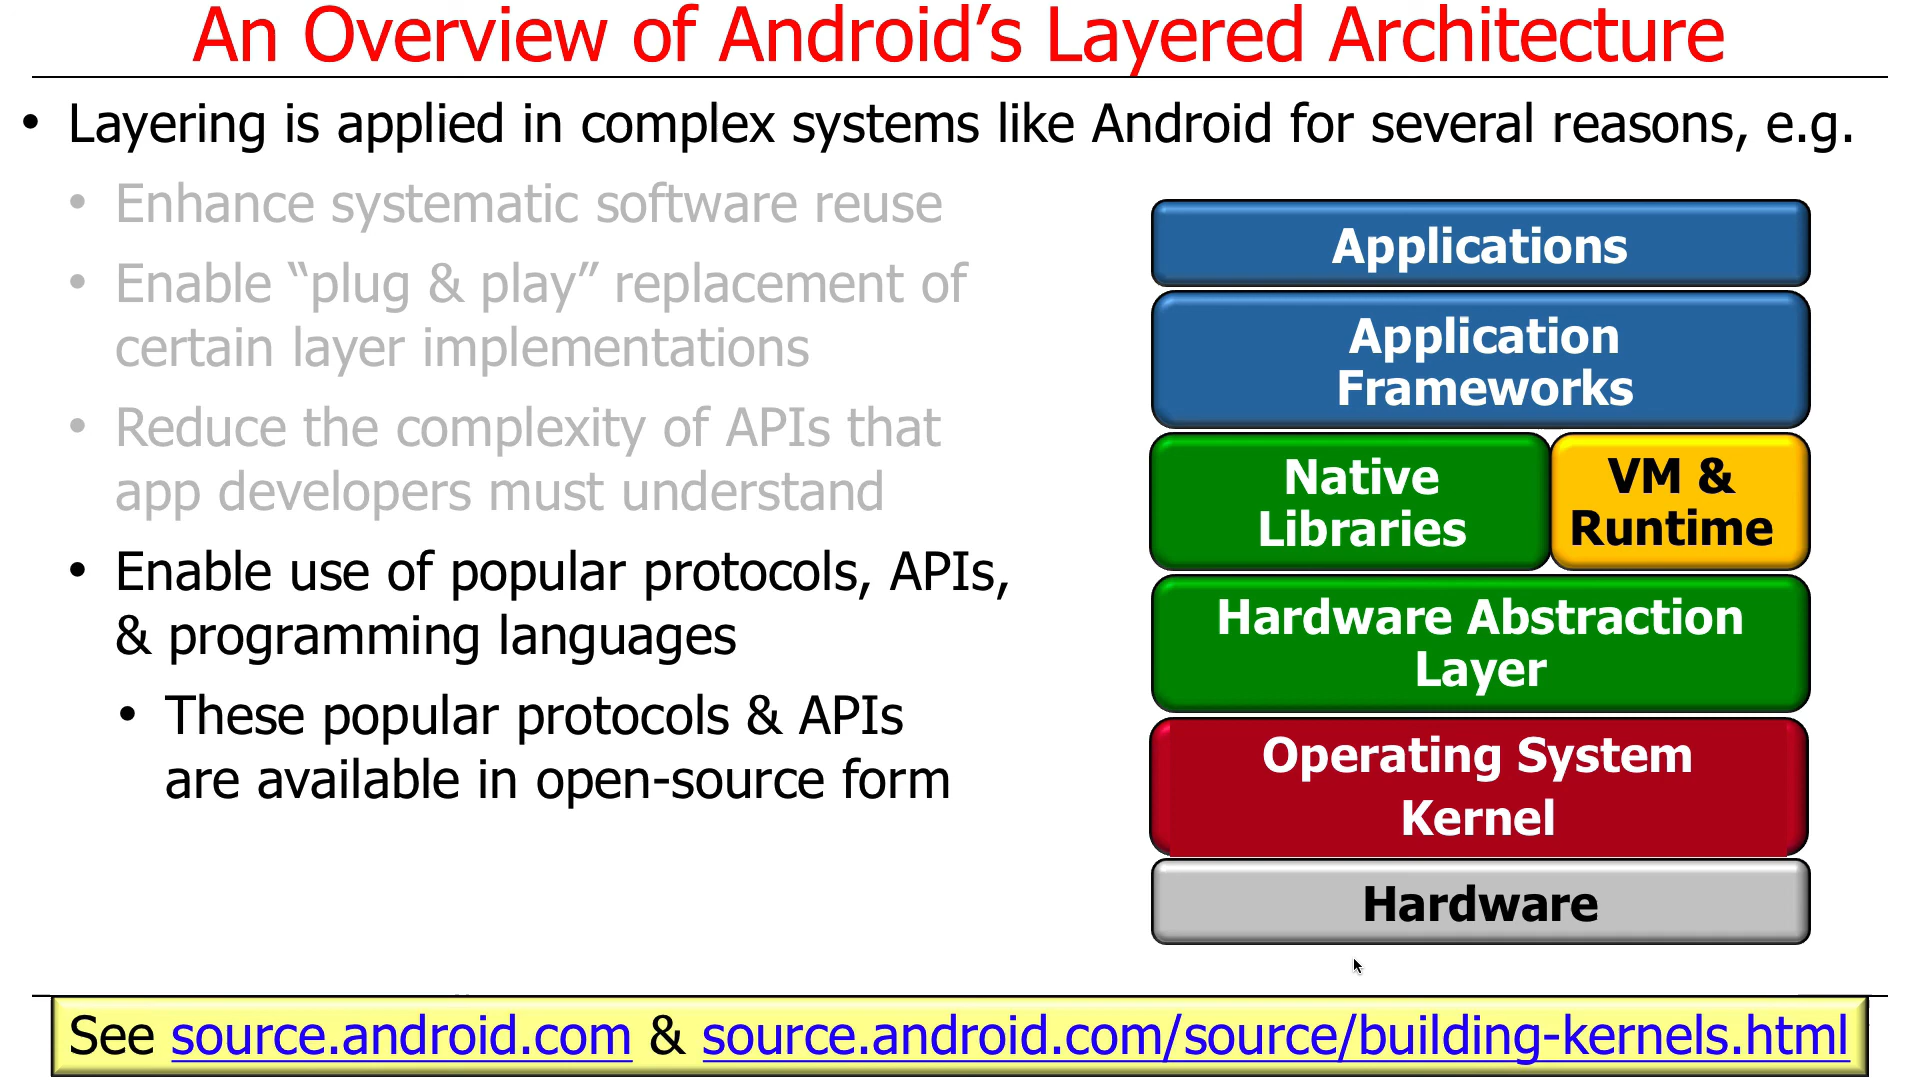 An Overview of Android’s Layered Architecture
• Layering is applied in complex systems like Android for several reasons, e.g.
• Enhance systematic software reuse
• Enable “plug & play” replacement of
certain layer implementations
• Reduce the complexity of APIs that
app developers must understand
• Enable use of popular protocols, APIs,
& programming languages
• These popular protocols & APIs
are available in open-source form
Applications
Application
Frameworks
Native
Libraries
VM &
Runtime
Hardware Abstraction
Layer
Operating System
Kernel
Hardware
See source.android.com & source.android.com/source/building-kernels.html